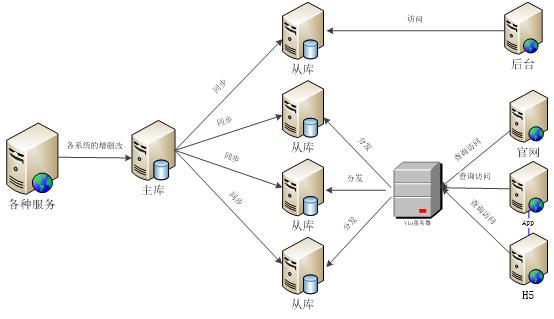 访问
从库
后台
同步
各系统的增删改
同步
从库
分发
查询访问
官网
各种服务
主库
同步
分发
查询访问
从库
Vip服务器
App
同步
分发
查询访问
从库
H5